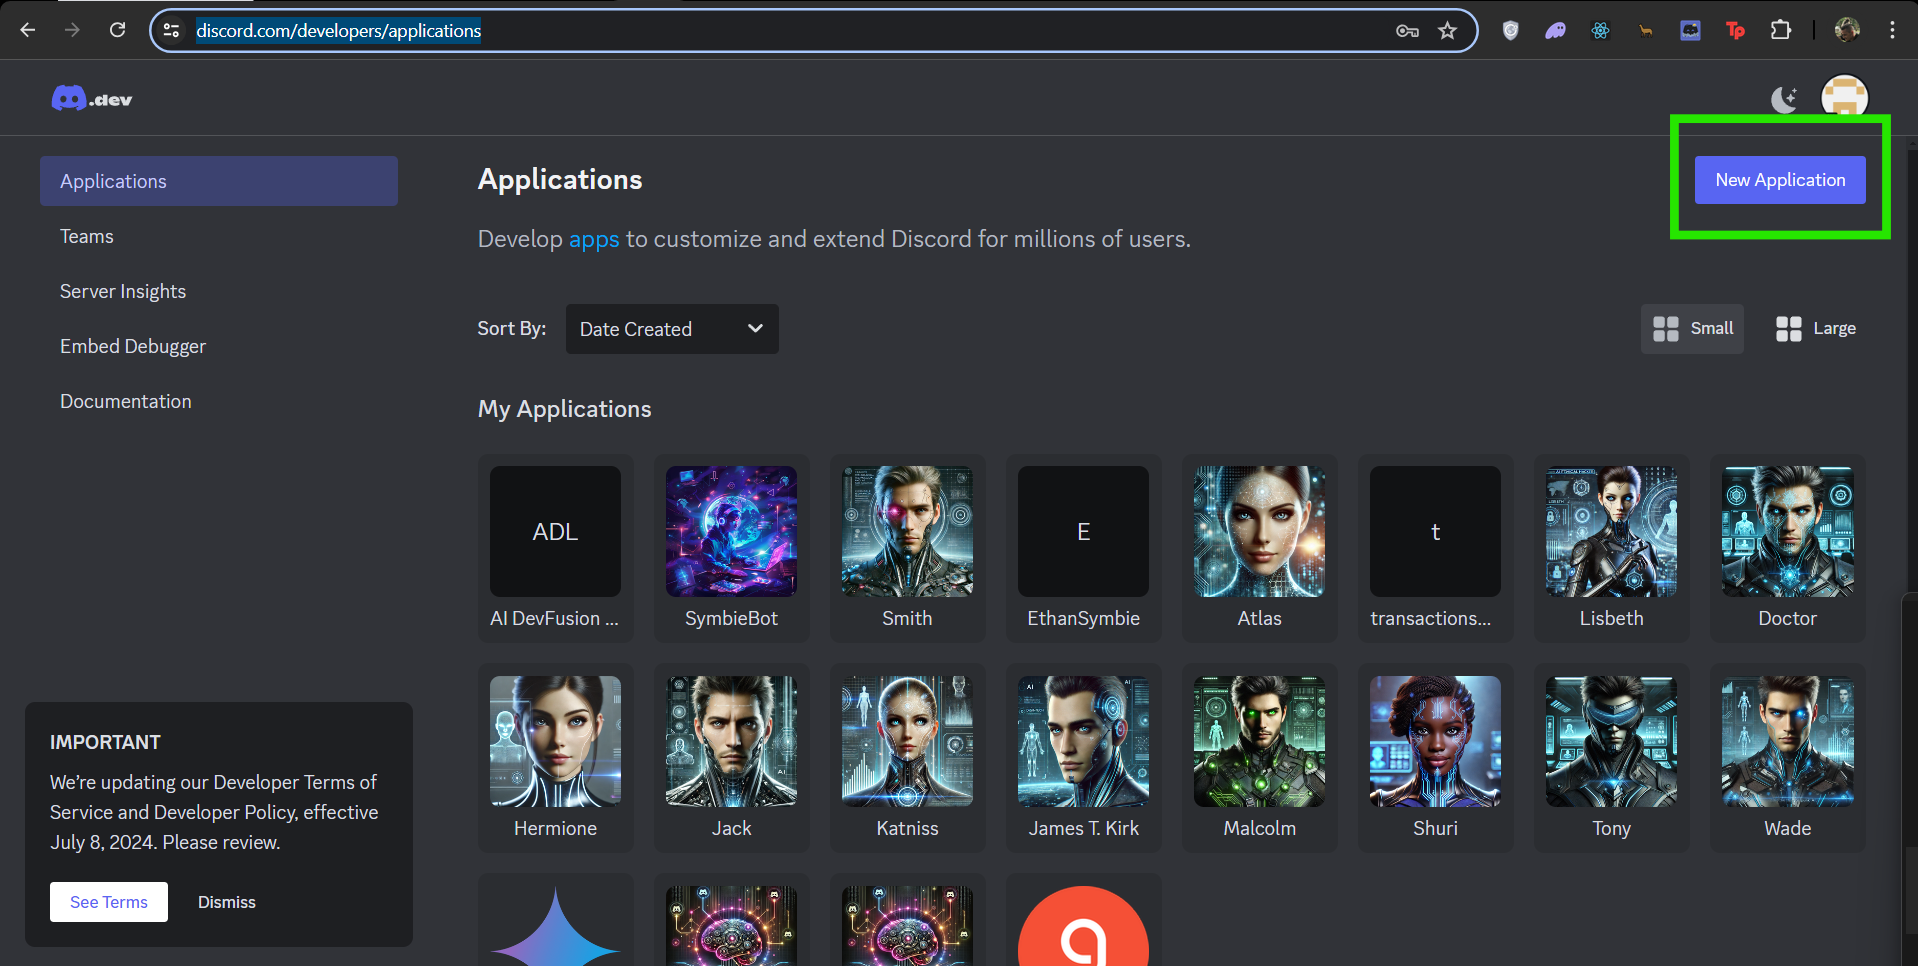 discord.com/developers/applications
.dev
Applications
Teams
Server Insights
Embed Debugger
Documentation
IMPORTANT
We're updating our Developer Terms of
Service and Developer Policy, effective
July 8, 2024. Please review.
See Terms
Dismiss
Applications
New Application
Develop apps to customize and extend Discord for millions of users.
Sort By:
Date Created
Small
Large
My Applications
ADL
E
t
AI DevFusion ...
SymbieBot
Smith
EthanSymbie
Atlas
transactions...
Lisbeth
Doctor
Hermione
Jack
Katniss
James T. Kirk
Malcolm
Shuri
Tony
Wade